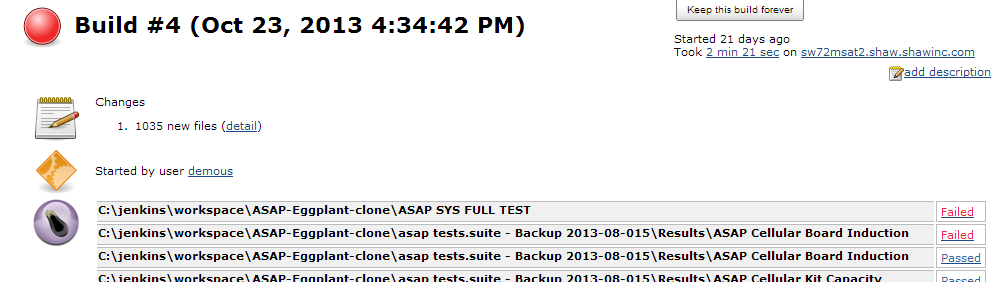 Build #4 (Oct 23, 2013 4:34:42 PM)
Keep this build forever
Started 21 days ago
Took 2 min 21 sec on sw72msat2.shaw.shawinc.com
add description
Changes
1. 1035 new files (detail)
Started by user demous
C:\jenkins\workspace\ASAP-Eggplant-clone\ASAP SYS FULL TEST Failed
C:\jenkins\workspace\ASAP-Eggplant-clone\asap tests.suite - Backup 2013-08-015\Results\ASAP Cellular Board Induction Failed
C:\jenkins\workspace\ASAP-Eggplant-clone\asap tests.suite - Backup 2013-08-015\Results\ASAP Cellular Board Induction Passed
C:\jenkins\workspace\ASAP-Eggplant-clone\asap tests.suite - Backup 2013-08-015\Results\ASAP Cellular Kit Capacity Passed